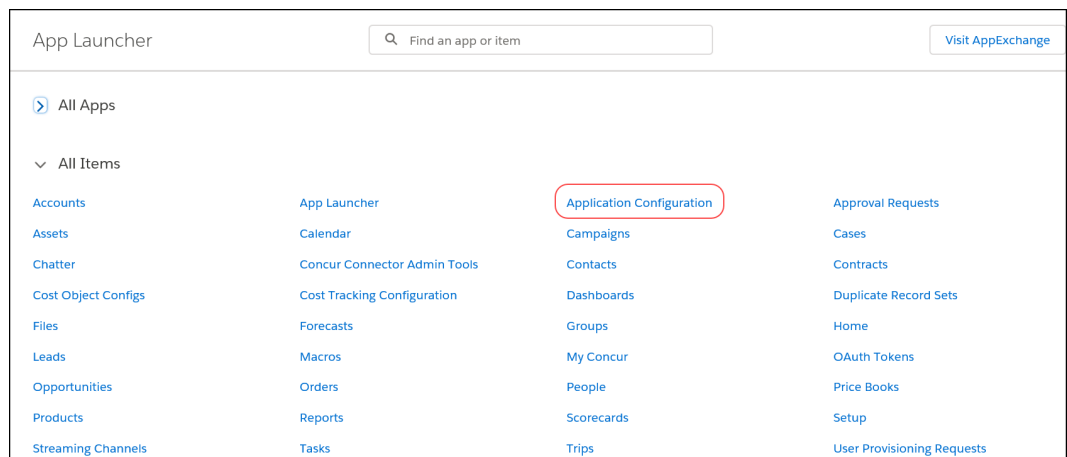 App Launcher
Find an app or item
Visit AppExchange
All Apps
All Items
Accounts App Launcher Application Configuration Approval Requests
Assets Calendar Campaigns Cases
Chatter Concur Connector Admin Tools Contacts Contracts
Cost Object Configs Cost Tracking Configuration Dashboards Duplicate Record Sets
Files Forecasts Groups Home
Leads Macros My Concur OAuth Tokens
Opportunities Orders People Price Books
Products Reports Scorecards Setup
Streaming Channels Tasks Trips User Provisioning Requests